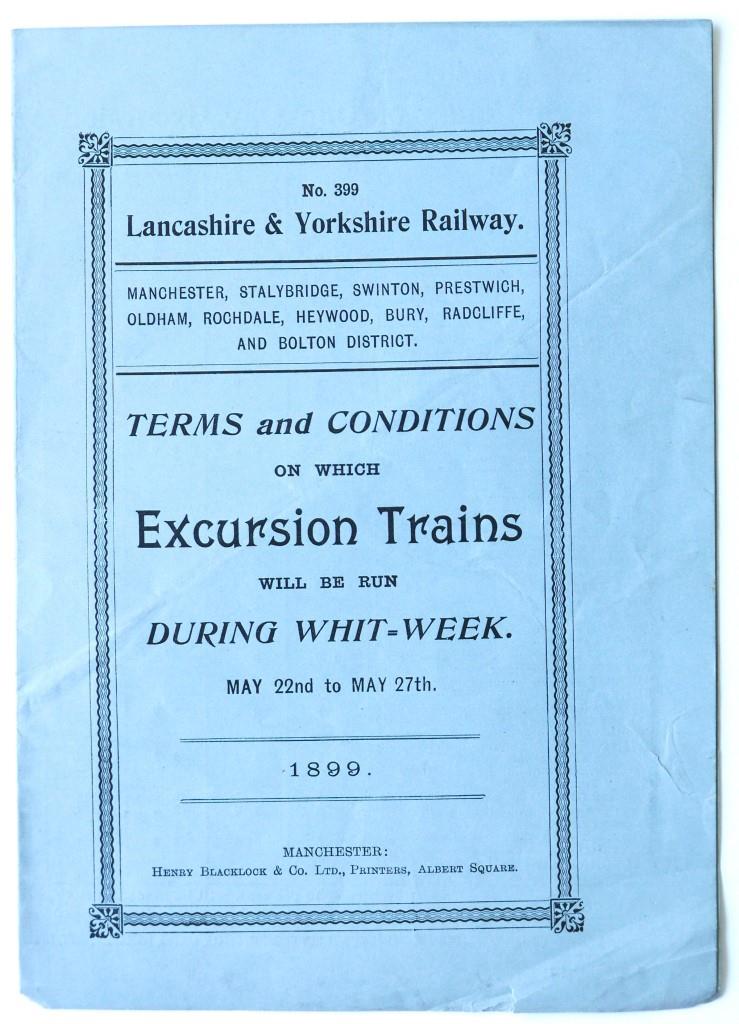 No. 399
Lancashire & Yorkshire Railway.
MANCHESTER, STALYBRIDGE, SWINTON, PRESTWICH,
OLDHAM, ROCHDALE, HEYWOOD, BURY, RADCLIFFE,
AND BOLTON DISTRICT.
TERMS and CONDITIONS
ON WHICH
Excursion Trains
WILL BE RUN
DURING WHIT=WEEK.
MAY 22nd to MAY 27th.
1899.
MANCHESTER:
HENRY BLACKLOCK & CO. LTD., PRINTERS, ALBERT SQUARE.